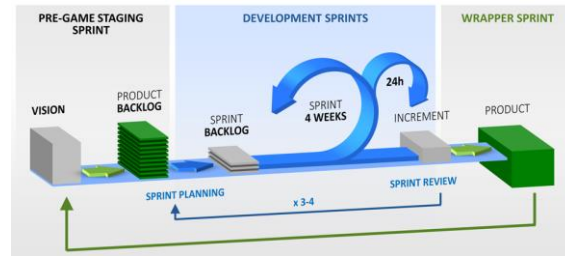 PRE-GAME STAGING
SPRINT
DEVELOPMENT SPRINTS
WRAPPER SPRINT
VISION
PRODUCT
BACKLOG
SPRINT
BACKLOG
SPRINT
4 WEEKS
24h
INCREMENT
PRODUCT
SPRINT PLANNING
SPRINT REVIEW
x 3-4